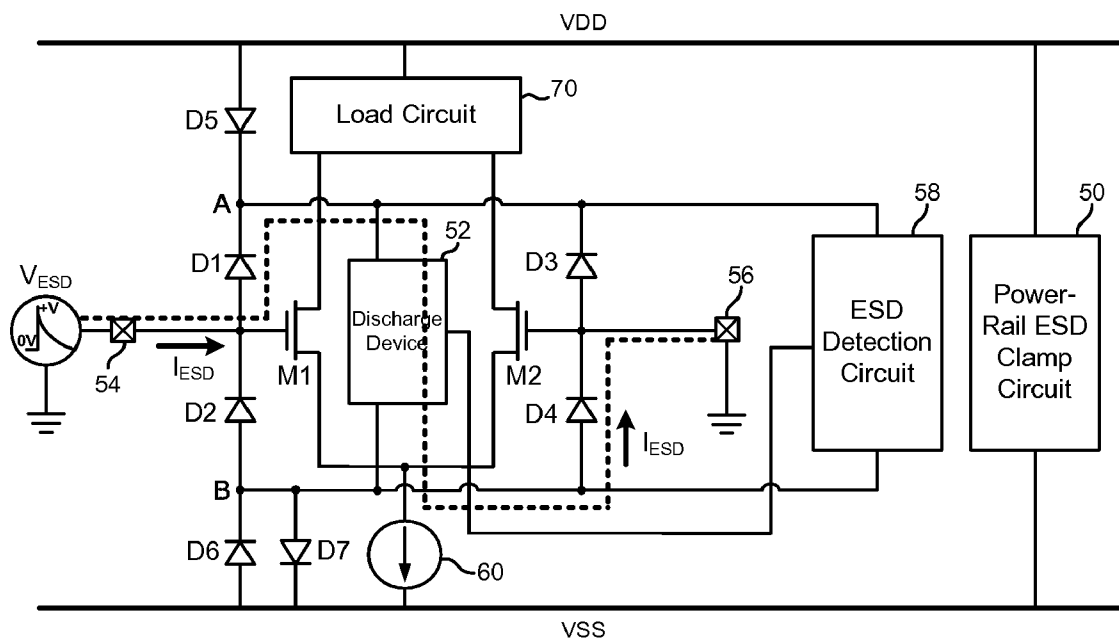 VDD
70
Load Circuit
D5
A
58
50
52
D1
D3
VESD
+V
0V
56
Discharge
Device
ESD
Detection
Circuit
Power-
Rail ESD
Clamp
Circuit
54
IESD
M1
M2
D2
D4
IESD
B
D6
D7
60
VSS